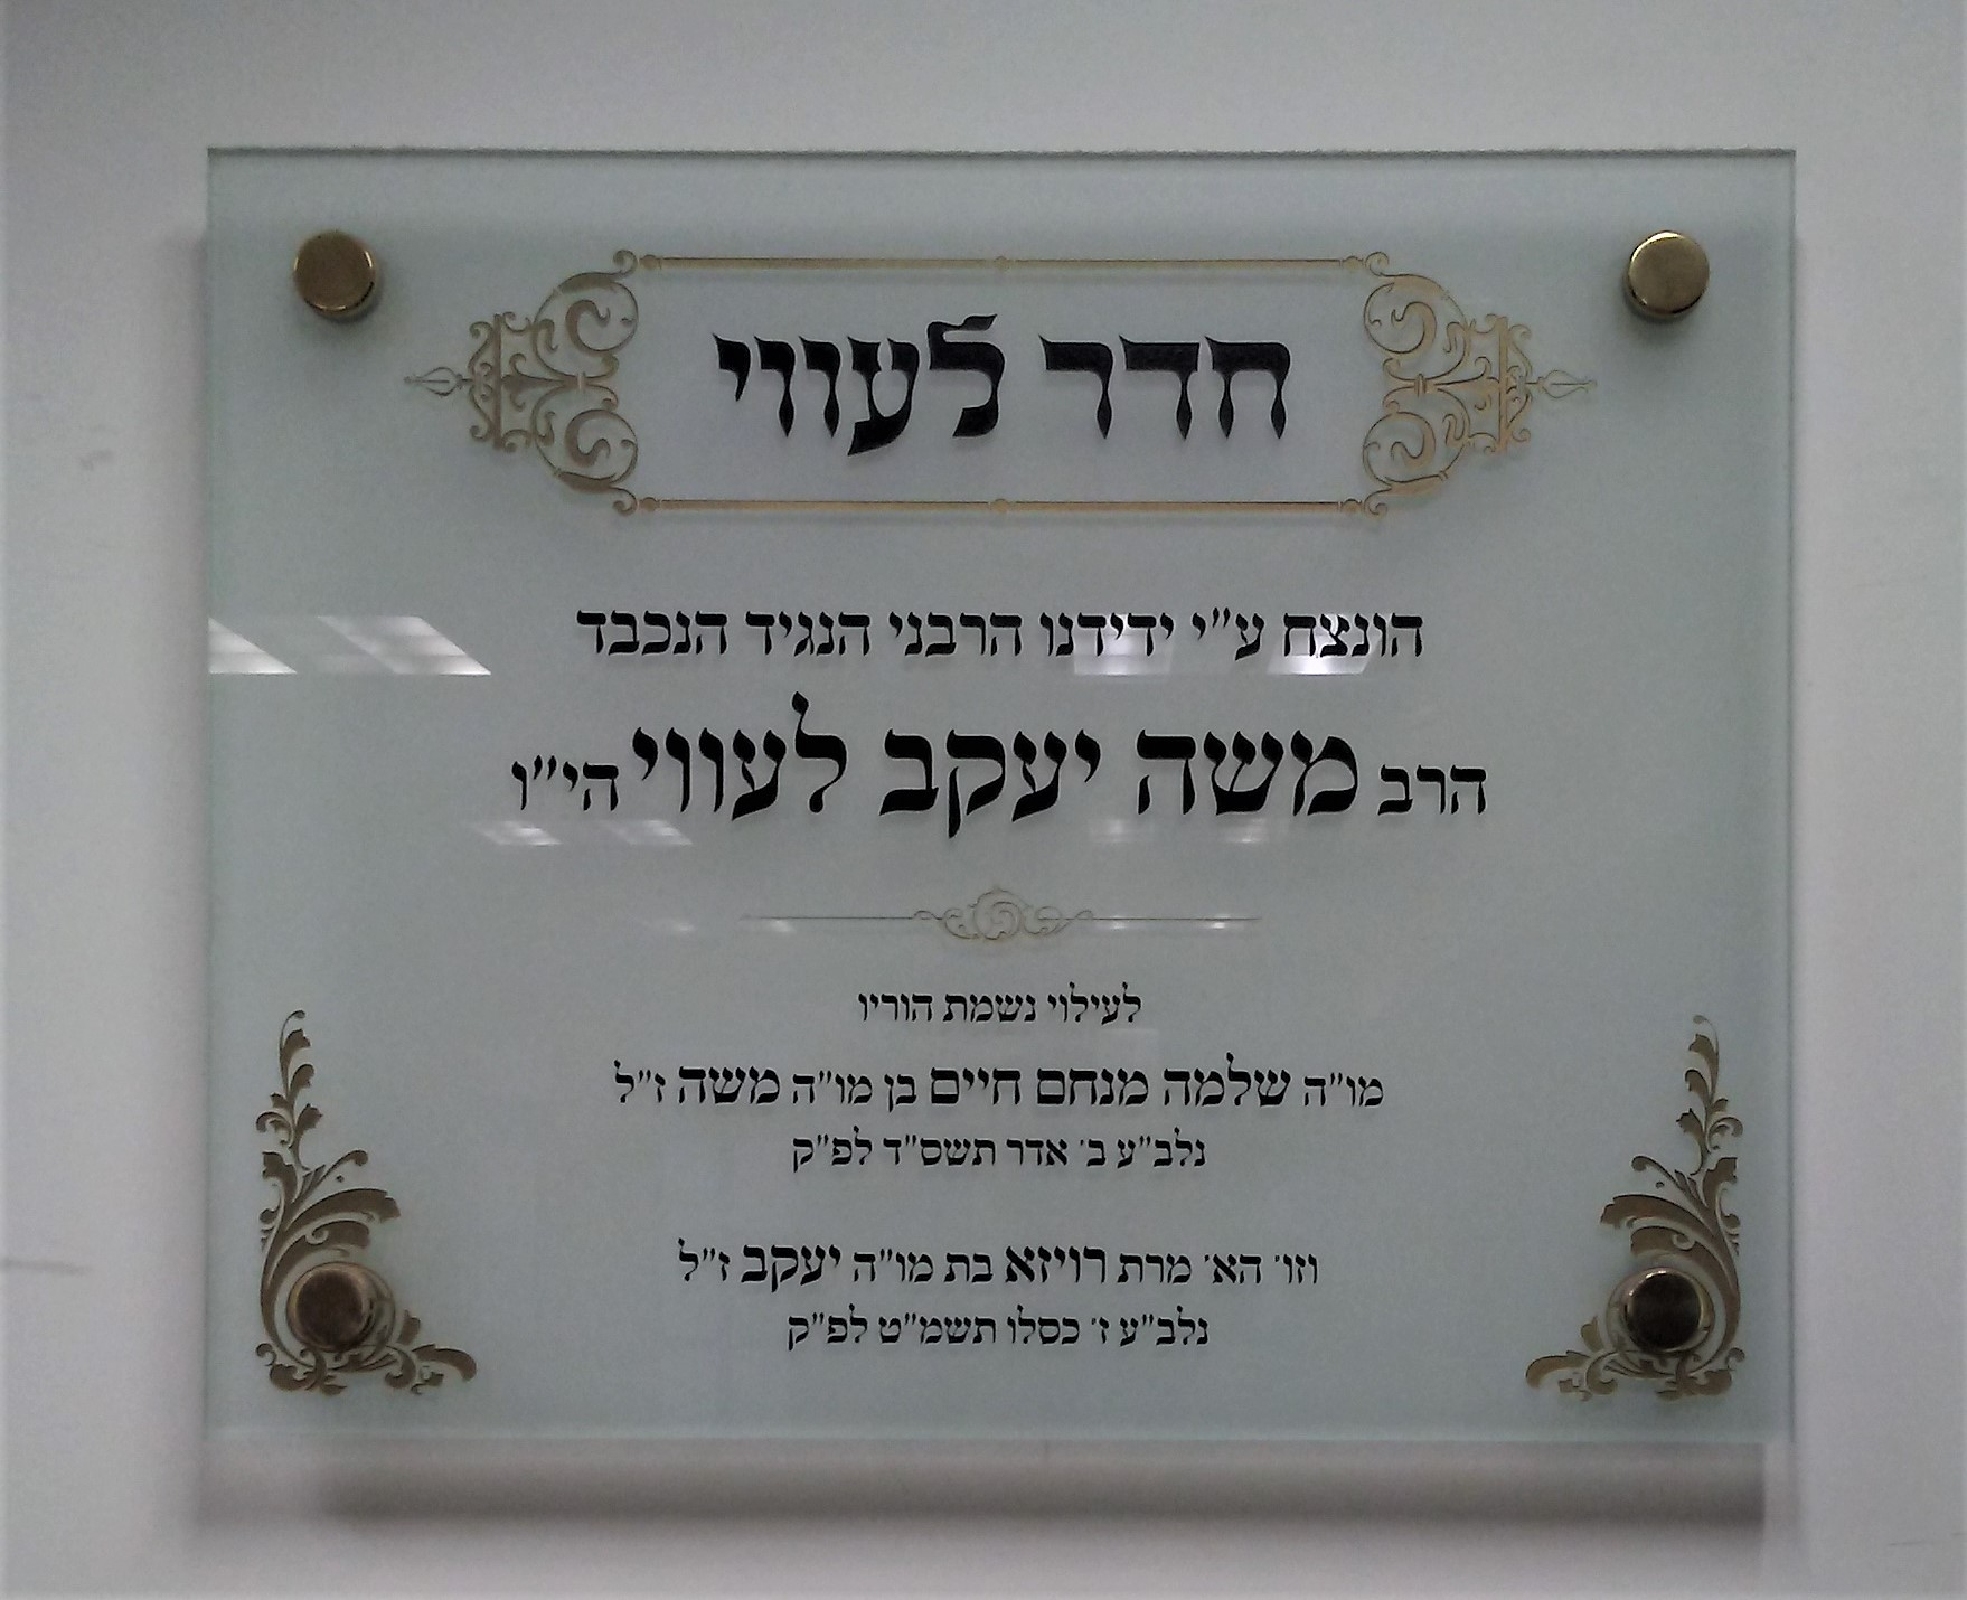 חדר לעווי
הונצח ע"י ידידנו הרבני הנגיד הנכבד
הרב משה יעקב לעווי הי"ו
לעילוי נשמת הוריו
מו"ה שלמה מנחם חיים בן מו"ה משה ז"ל
נלב"ע ב' אדר תשס"ד לפ"ק
וזו' הא' מרת רויזא בת מו"ה יעקב ז"ל
נלב"ע ז' כסלו תשמ"ט לפ"ק